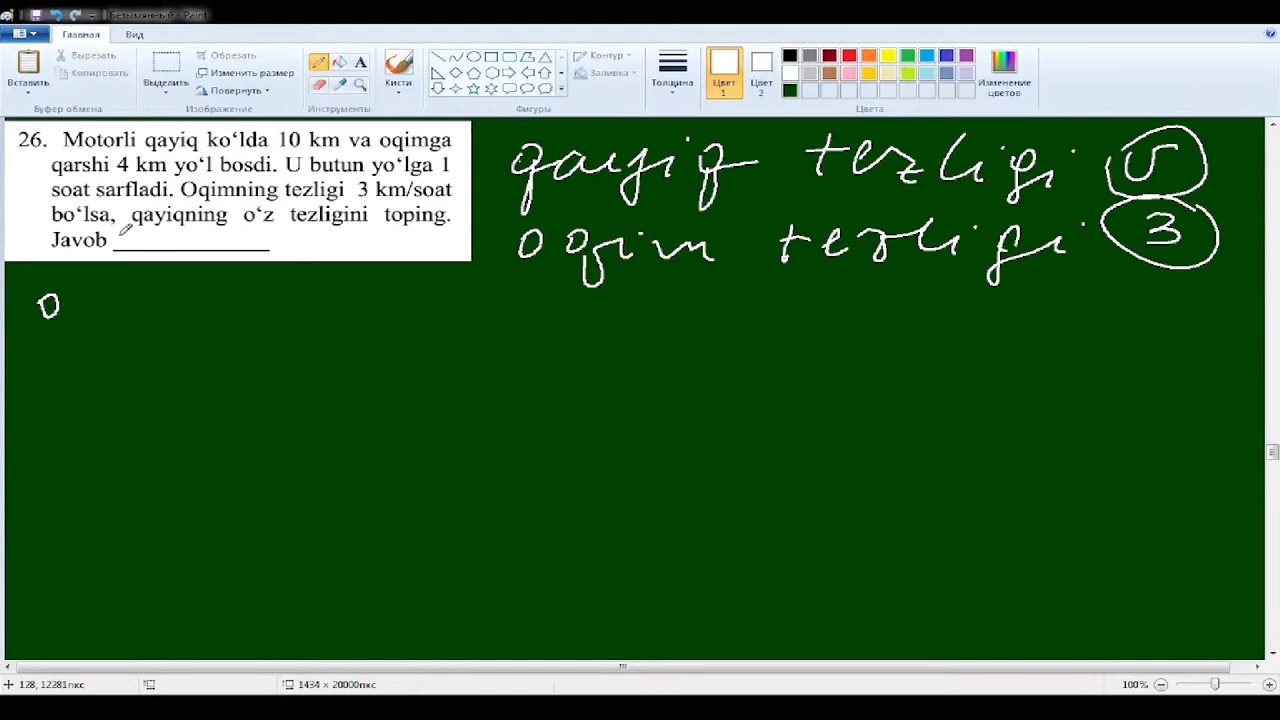 Безымянный - Paint
Главная Вид
Вставить
Буфер обмена
Вырезать
Копировать
Выделить
Обрезать
Изменить размер
Повернуть
Изображение
A
Инструменты
Кисти
Контур
Заливка
Фигуры
Толщина
Цвет 1
Цвет 2
Изменение цветов
Цвета
26. Motorli qayiq ko‘lda 10 km va oqimga
qarshi 4 km yo‘l bosdi. U butun yo‘lga 1
soat sarfladi. Oqimning tezligi 3 km/soat
bo‘lsa, qayiqning o‘z tezligini toping.
Javob ______________
qayiq tezligi v
oqim tezligi 3
0
128, 12281пкс
1434 × 20000пкс
100%